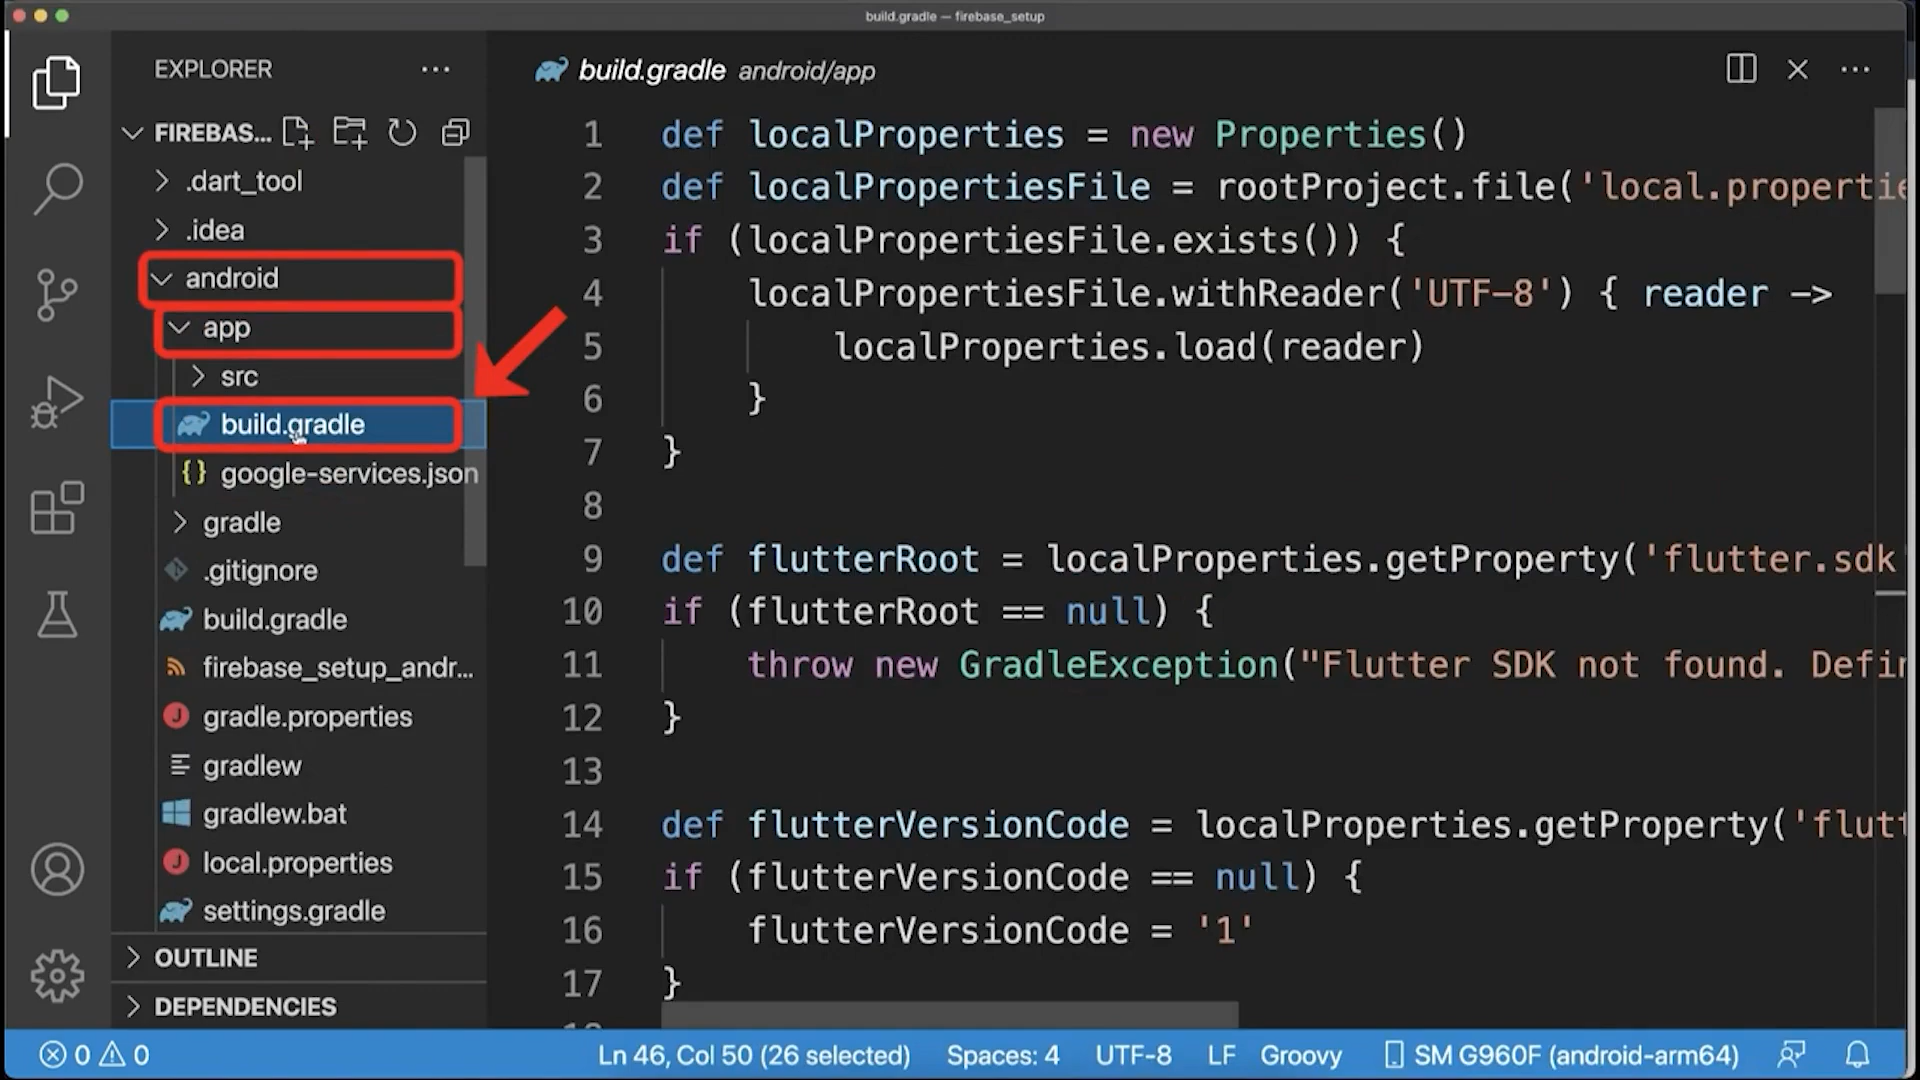 build.gradle — firebase_setup
EXPLORER
FIREBAS...
.dart_tool
.idea
android
app
src
build.gradle
google-services.json
gradle
.gitignore
build.gradle
firebase_setup_andr...
gradle.properties
gradlew
gradlew.bat
local.properties
settings.gradle
OUTLINE
DEPENDENCIES
build.gradle android/app
1 def localProperties = new Properties()
2 def localPropertiesFile = rootProject.file('local.propertie
3 if (localPropertiesFile.exists()) {
4 localPropertiesFile.withReader('UTF-8') { reader ->
5 localProperties.load(reader)
6 }
7 }
8
9 def flutterRoot = localProperties.getProperty('flutter.sdk'
10 if (flutterRoot == null) {
11 throw new GradleException("Flutter SDK not found. Defin
12 }
13
14 def flutterVersionCode = localProperties.getProperty('flutt
15 if (flutterVersionCode == null) {
16 flutterVersionCode = '1'
17 }
0 0 Ln 46, Col 50 (26 selected) Spaces: 4 UTF-8 LF Groovy SM G960F (android-arm64)